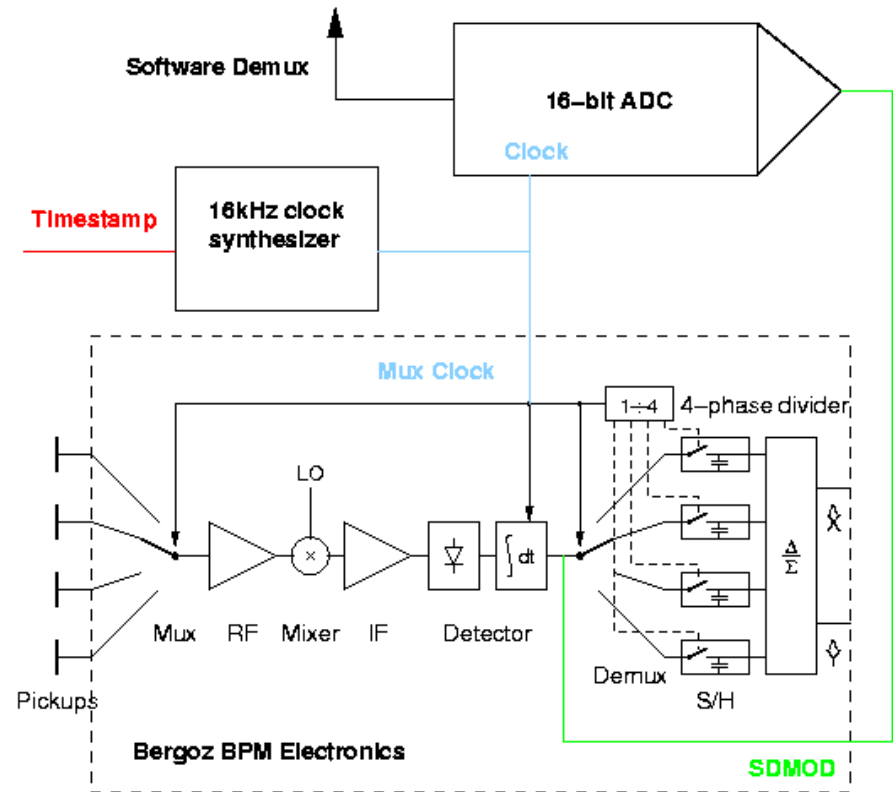 Software Demux
16-bit ADC
Clock
Timestamp
16kHz clock
synthesizer
Mux Clock
1÷4
4-phase divider
LO
×
∫dt
Δ
Σ
X
Y
Mux
RF
Mixer
IF
Detector
Demux
S/H
Pickups
Bergoz BPM Electronics
SDMOD